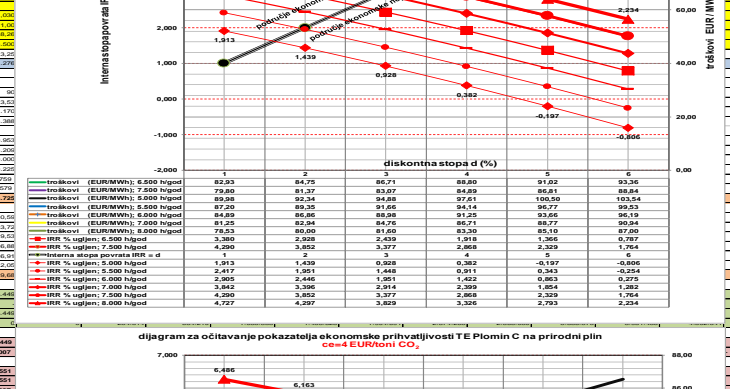 područje ekonom
područje ekonomske ne
Interna stopa povrata IR
troškovi EUR / MW
2,234
60,00
2,000
1,913
1,439
40,00
1,000
0,928
0,382
0,000
-0,197
20,00
-1,000
-0,806
-2,000
0,00
diskontna stopa d (%)
1 2 3 4 5 6
troškovi (EUR/MWh); 6.500 h/god 82,93 84,75 86,71 88,80 91,02 93,36
troškovi (EUR/MWh); 7.500 h/god 79,80 81,37 83,07 84,89 86,81 88,84
troškovi (EUR/MWh); 5.000 h/god 89,98 92,34 94,88 97,61 100,50 103,54
troškovi (EUR/MWh); 5.500 h/god 87,20 89,35 91,66 94,14 96,77 99,53
troškovi (EUR/MWh); 6.000 h/god 84,89 86,86 88,98 91,25 93,66 96,19
troškovi (EUR/MWh); 7.000 h/god 81,25 82,94 84,76 86,71 88,77 90,94
troškovi (EUR/MWh); 8.000 h/god 78,53 80,00 81,60 83,30 85,10 87,00
IRR % ugljen; 6.500 h/god 3,380 2,928 2,439 1,918 1,366 0,787
IRR % ugljen; 7.500 h/god 4,290 3,852 3,377 2,868 2,329 1,764
Interna stopa povrata IRR = d 1 2 3 4 5 6
IRR % ugljen; 5.000 h/god 1,913 1,439 0,928 0,382 -0,197 -0,806
IRR % ugljen; 5.500 h/god 2,417 1,951 1,448 0,911 0,343 -0,254
IRR % ugljen; 6.000 h/god 2,905 2,446 1,951 1,422 0,863 0,275
IRR % ugljen; 7.000 h/god 3,842 3,396 2,914 2,399 1,854 1,282
IRR % ugljen; 7.500 h/god 4,290 3,852 3,377 2,868 2,329 1,764
IRR % ugljen; 8.000 h/god 4,727 4,297 3,829 3,326 2,793 2,234
dijagram za očitavanje pokazatelja ekonomske prihvatljivosti TE Plomin C na prirodni plin
ce=4 EUR/toni CO₂
7,000
88,00
6,486
6,163
86,00